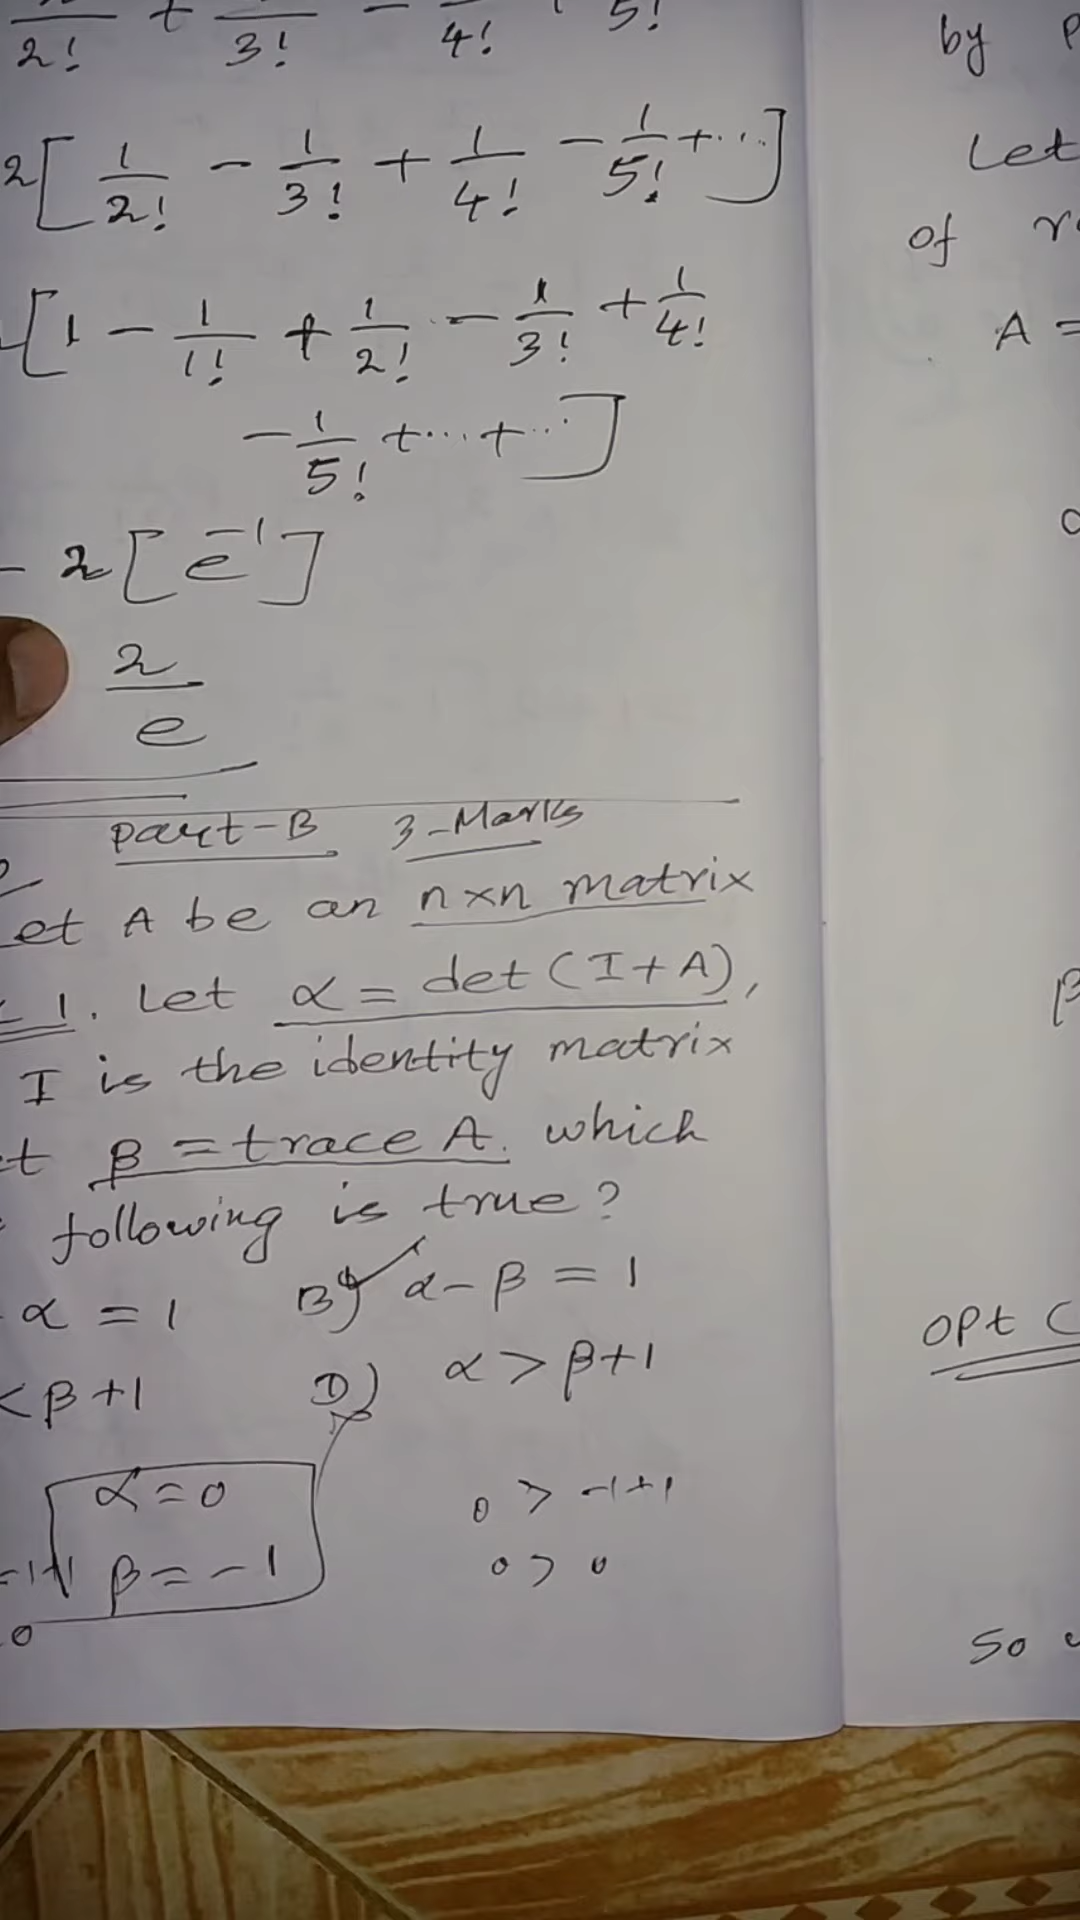 2! + 3! - 4! + 5!
2[1/2! - 1/3! + 1/4! - 1/5! + ...]
[1 - 1/1! + 1/2! - 1/3! + 1/4!
- 1/5! + ... + ...]
- 2[e^-1]
2/e
Part-B 3-Marks
et A be an nxn matrix
1. Let α = det(I+A),
I is the identity matrix
t β = trace A. which
following is true?
α = 1 B) α - β = 1
< β + 1 D) α > β+1
α = 0 0 > -1+1
-1+1 β = -1 0 > 0
0
by
Let
of
A =
β
OPt C
So